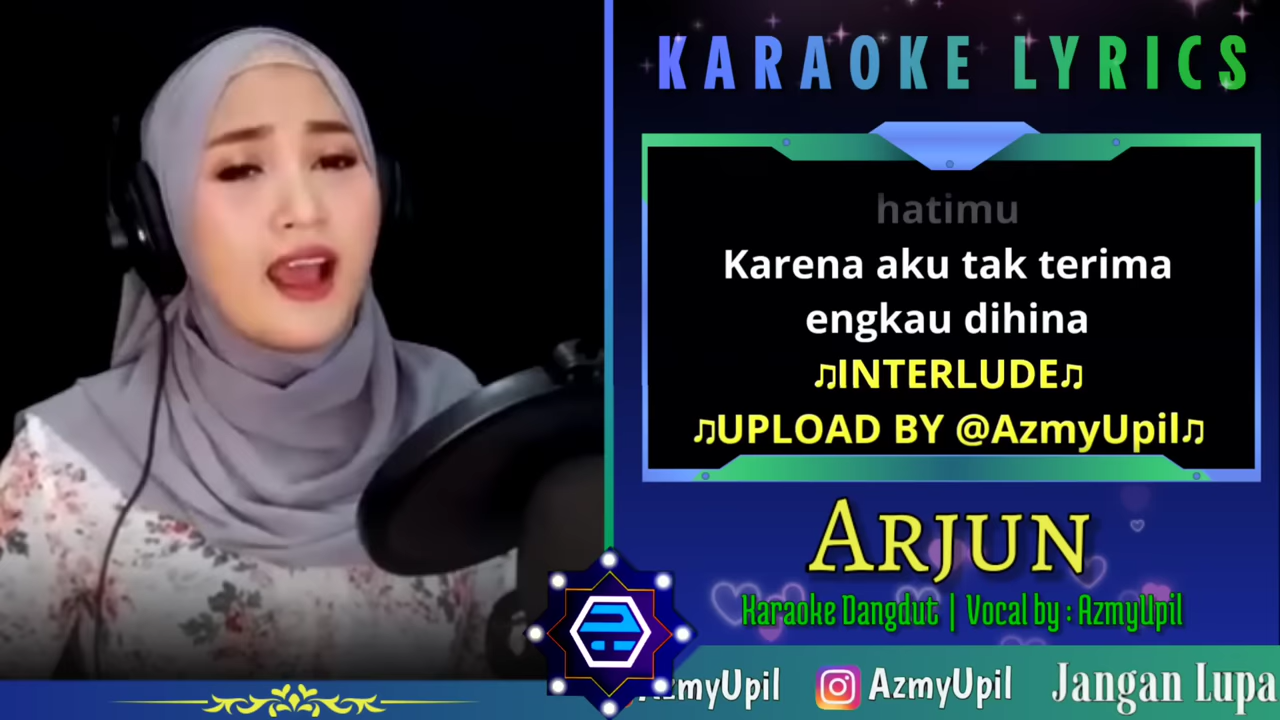 KARAOKE LYRICS
hatimu
Karena aku tak terima
engkau dihina
♫INTERLUDE♫
♫UPLOAD BY @AzmyUpil♫
ARJUN
Karaoke Dangdut | Vocal by : AzmyUpil
AzmyUpil AzmyUpil Jangan Lupa